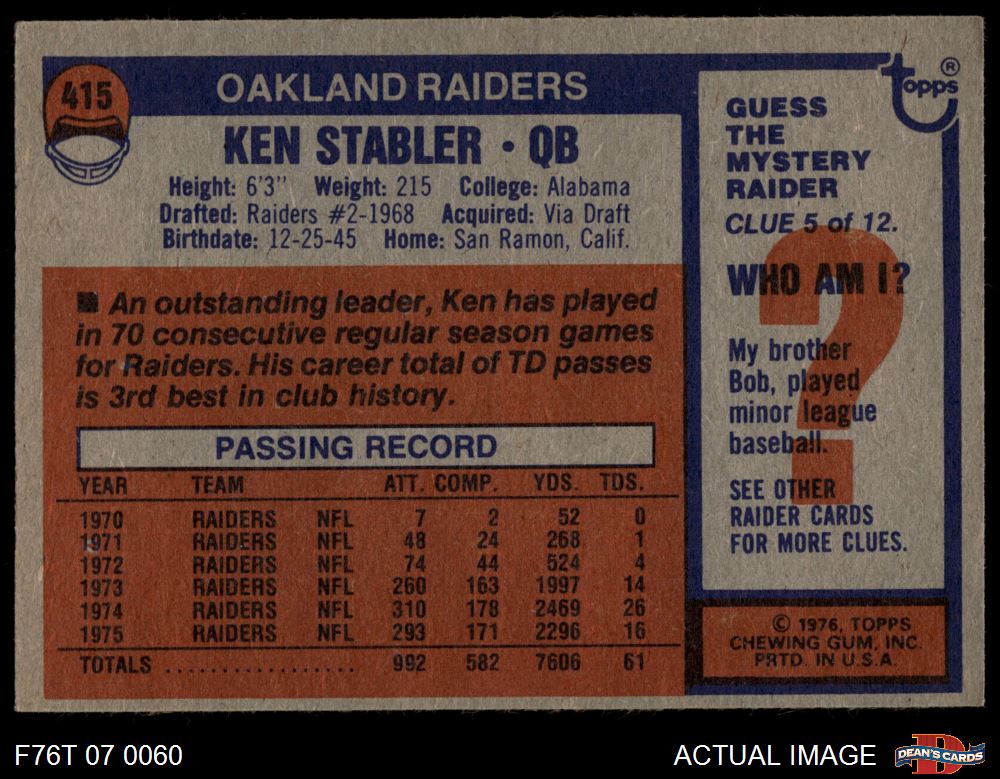 415
OAKLAND RAIDERS
KEN STABLER • QB
Height: 6'3" Weight: 215 College: Alabama
Drafted: Raiders #2-1968 Acquired: Via Draft
Birthdate: 12-25-45 Home: San Ramon, Calif.
■ An outstanding leader, Ken has played
in 70 consecutive regular season games
for Raiders. His career total of TD passes
is 3rd best in club history.
PASSING RECORD
YEAR TEAM ATT. COMP. YDS. TDS.
1970 RAIDERS NFL 7 2 52 0
1971 RAIDERS NFL 48 24 268 1
1972 RAIDERS NFL 74 44 524 4
1973 RAIDERS NFL 260 163 1997 14
1974 RAIDERS NFL 310 178 2469 26
1975 RAIDERS NFL 293 171 2296 16
TOTALS .................. 992 582 7606 61
topps®
GUESS
THE
MYSTERY
RAIDER
CLUE 5 of 12.
WHO AM I?
My brother
Bob, played
minor league
baseball.
SEE OTHER
RAIDER CARDS
FOR MORE CLUES.
?
© 1976, TOPPS
CHEWING GUM, INC.
PRTD. IN U.S.A.
F76T 07 0060
ACTUAL IMAGE
D
DEAN'S CARDS